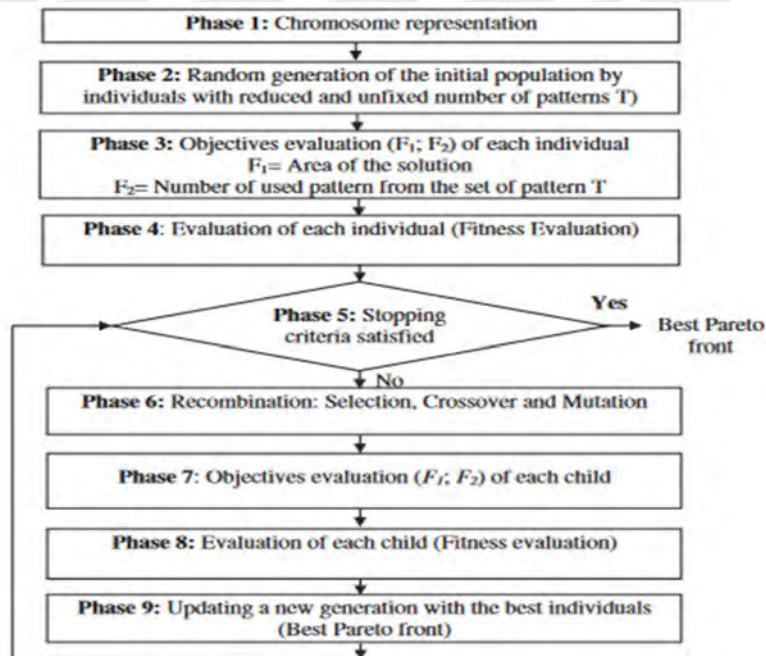 Phase 1: Chromosome representation
Phase 2: Random generation of the initial population by
individuals with reduced and unfixed number of patterns T)
Phase 3: Objectives evaluation (F₁; F₂) of each individual
F₁= Area of the solution
F₂= Number of used pattern from the set of pattern T
Phase 4: Evaluation of each individual (Fitness Evaluation)
Phase 5: Stopping
criteria satisfied
Yes
Best Pareto
front
No
Phase 6: Recombination: Selection, Crossover and Mutation
Phase 7: Objectives evaluation (F₁; F₂) of each child
Phase 8: Evaluation of each child (Fitness evaluation)
Phase 9: Updating a new generation with the best individuals
(Best Pareto front)